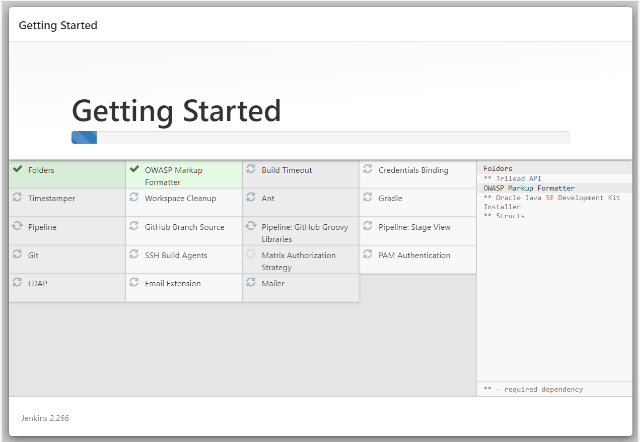 Getting Started
Getting Started
Folders
OWASP Markup
Formatter
Build Timeout
Credentials Binding
Timestamper
Workspace Cleanup
Ant
Gradle
Pipeline
GitHub Branch Source
Pipeline: GitHub Groovy
Libraries
Pipeline: Stage View
Git
SSH Build Agents
Matrix Authorization
Strategy
PAM Authentication
LDAP
Email Extension
Mailer
Folders
** Trilead API
OWASP Markup Formatter
** Oracle Java SE Development Kit
Installer
** Structs
** - required dependency
Jenkins 2.266